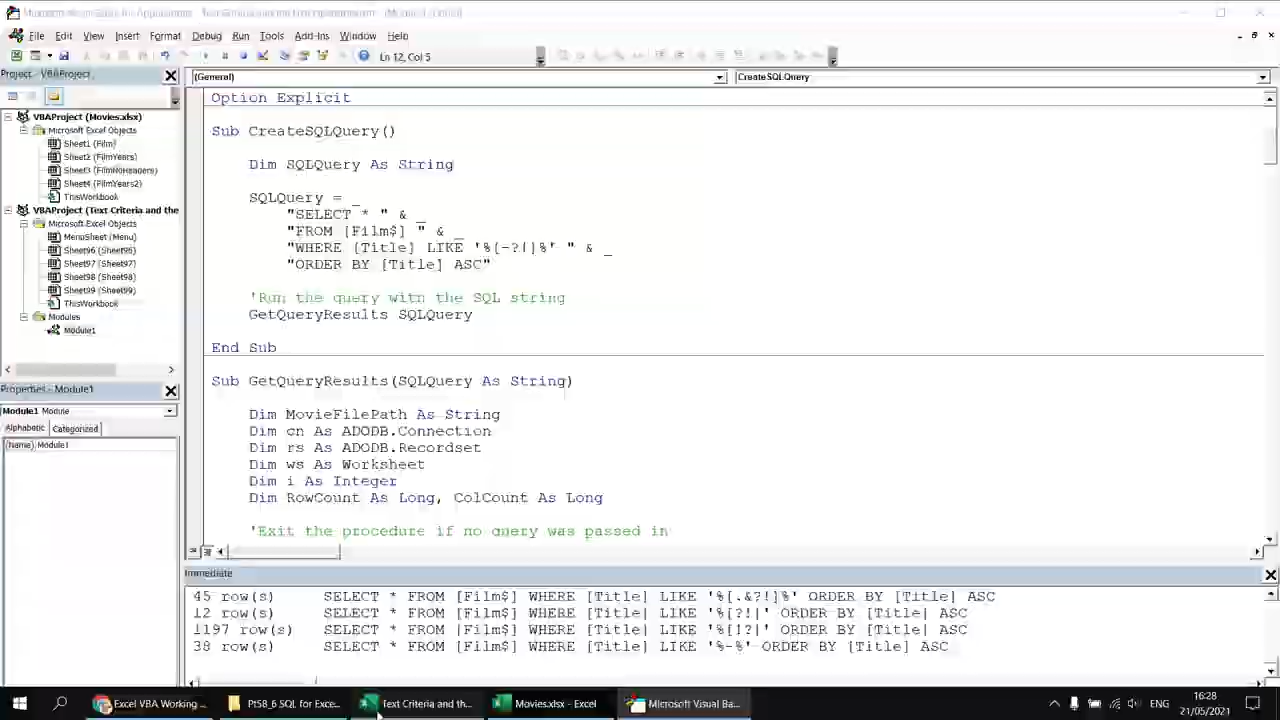 File Edit View Insert Format Debug Run Tools Add-Ins Window Help
Ln 12, Col 5
Project - VBAProject
(General)
CreateSQLQuery
VBAProject (Movies.xlsx)
Microsoft Excel Objects
Sheet1 (Film)
Sheet2 (FilmYears)
Sheet3 (FilmNoHeaders)
Sheet4 (FilmYears2)
ThisWorkbook
VBAProject (Text Criteria and the
Microsoft Excel Objects
MenuSheet (Menu)
Sheet96 (Sheet96)
Sheet97 (Sheet97)
Sheet98 (Sheet98)
Sheet99 (Sheet99)
ThisWorkbook
Modules
Module1
Properties - Module1
Module1 Module
Alphabetic Categorized
(Name) Module1
Option Explicit
Sub CreateSQLQuery()
Dim SQLQuery As String
SQLQuery = _
"SELECT * " & _
"FROM [Film$] " & _
"WHERE [Title] LIKE '%[-?!]%' " & _
"ORDER BY [Title] ASC"
'Run the query with the SQL string
GetQueryResults SQLQuery
End Sub
Sub GetQueryResults(SQLQuery As String)
Dim MovieFilePath As String
Dim cn As ADODB.Connection
Dim rs As ADODB.Recordset
Dim ws As Worksheet
Dim i As Integer
Dim RowCount As Long, ColCount As Long
'Exit the procedure if no query was passed in
Immediate
45 row(s) SELECT * FROM [Film$] WHERE [Title] LIKE '%[.&?!]%' ORDER BY [Title] ASC
12 row(s) SELECT * FROM [Film$] WHERE [Title] LIKE '%[?!]' ORDER BY [Title] ASC
1197 row(s) SELECT * FROM [Film$] WHERE [Title] LIKE '%[!?]' ORDER BY [Title] ASC
38 row(s) SELECT * FROM [Film$] WHERE [Title] LIKE '%-%' ORDER BY [Title] ASC
Excel VBA Working ...
Pt58_6 SQL for Exce...
Text Criteria and th...
Movies.xlsx - Excel
Microsoft Visual Ba...
ENG
16:28
21/05/2021